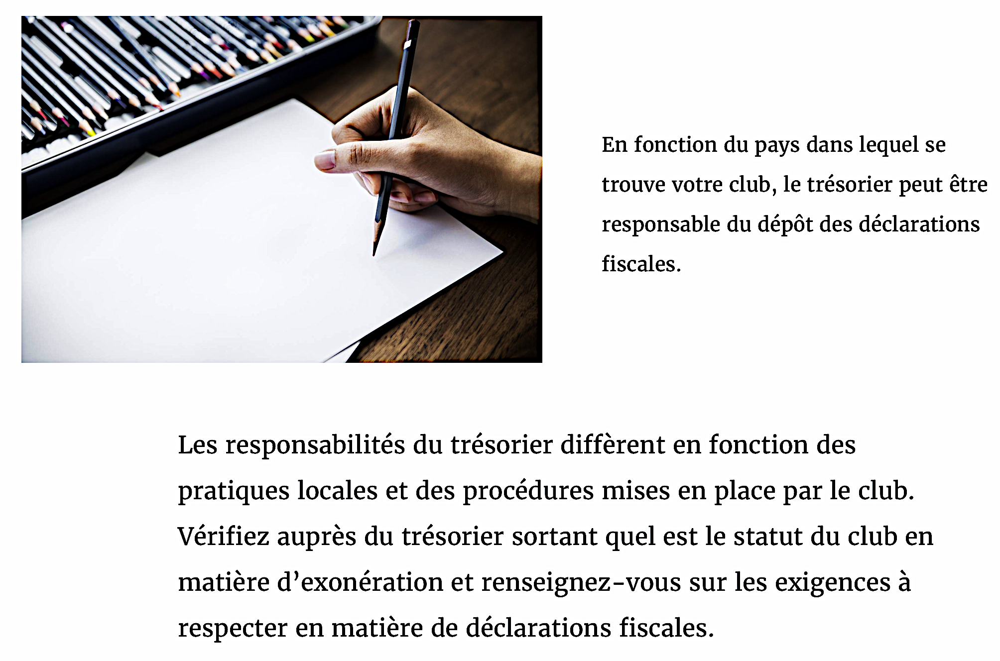 En fonction du pays dans lequel se
trouve votre club, le trésorier peut être
responsable du dépôt des déclarations
fiscales.
Les responsabilités du trésorier diffèrent en fonction des
pratiques locales et des procédures mises en place par le club.
Vérifiez auprès du trésorier sortant quel est le statut du club en
matière d’exonération et renseignez-vous sur les exigences à
respecter en matière de déclarations fiscales.